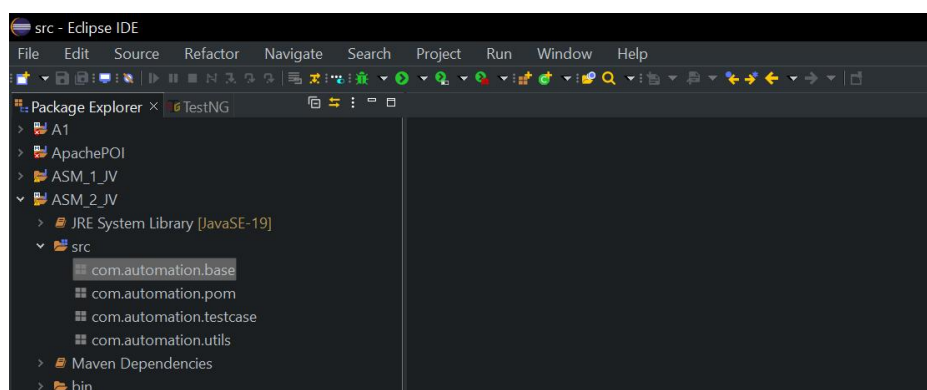 src - Eclipse IDE
File Edit Source Refactor Navigate Search Project Run Window Help
Package Explorer TestNG
A1
ApachePOI
ASM_1_JV
ASM_2_JV
JRE System Library [JavaSE-19]
src
com.automation.base
com.automation.pom
com.automation.testcase
com.automation.utils
Maven Dependencies
bin